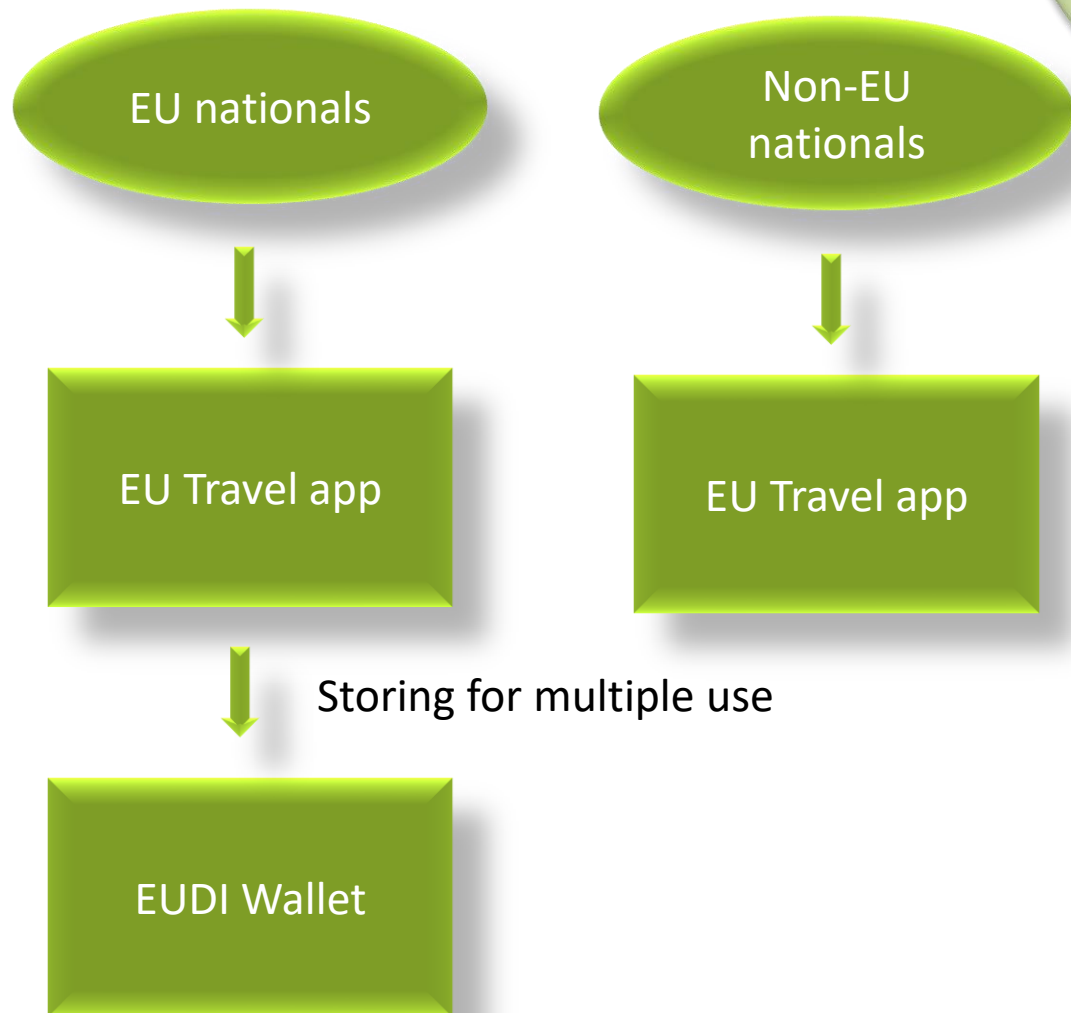 EU nationals
Non-EU
nationals
EU Travel app
EU Travel app
Storing for multiple use
EUDI Wallet